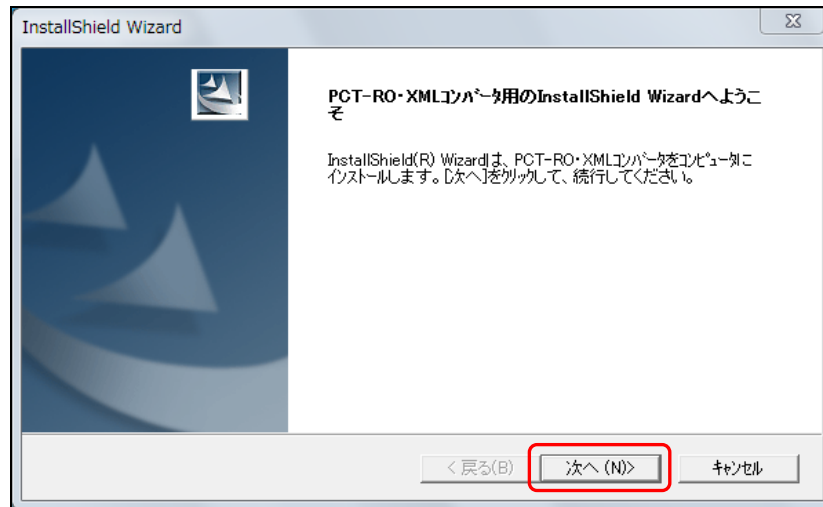 InstallShield Wizard
PCT-RO・XMLｺﾝﾊﾞｰﾀ用のInstallShield Wizardへようこ
そ
InstallShield(R) Wizardは、PCT-RO・XMLｺﾝﾊﾞｰﾀをｺﾝﾋﾟｭｰﾀに
ｲﾝｽﾄｰﾙします。[次へ]をｸﾘｯｸして、続行してください。
< 戻る(B)
次へ (N)>
ｷｬﾝｾﾙ